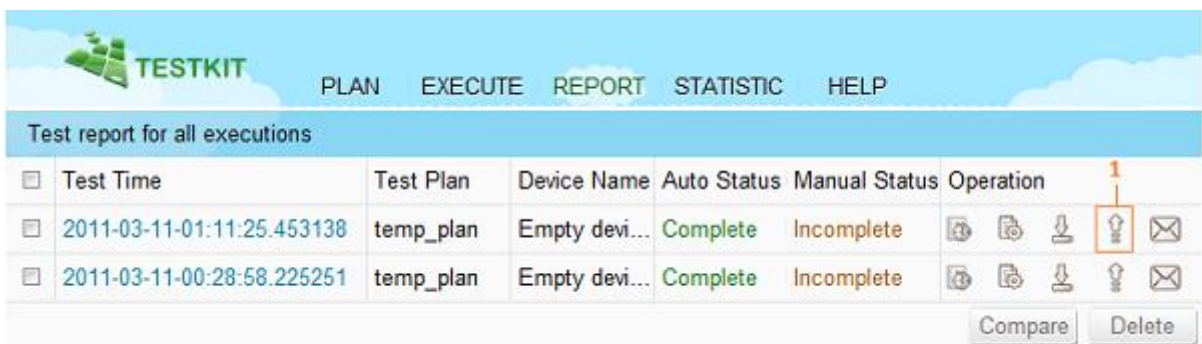 TESTKIT
PLAN EXECUTE REPORT STATISTIC HELP
Test report for all executions
1
Test Time Test Plan Device Name Auto Status Manual Status Operation
2011-03-11-01:11:25.453138 temp_plan Empty devi... Complete Incomplete
2011-03-11-00:28:58.225251 temp_plan Empty devi... Complete Incomplete
Compare Delete